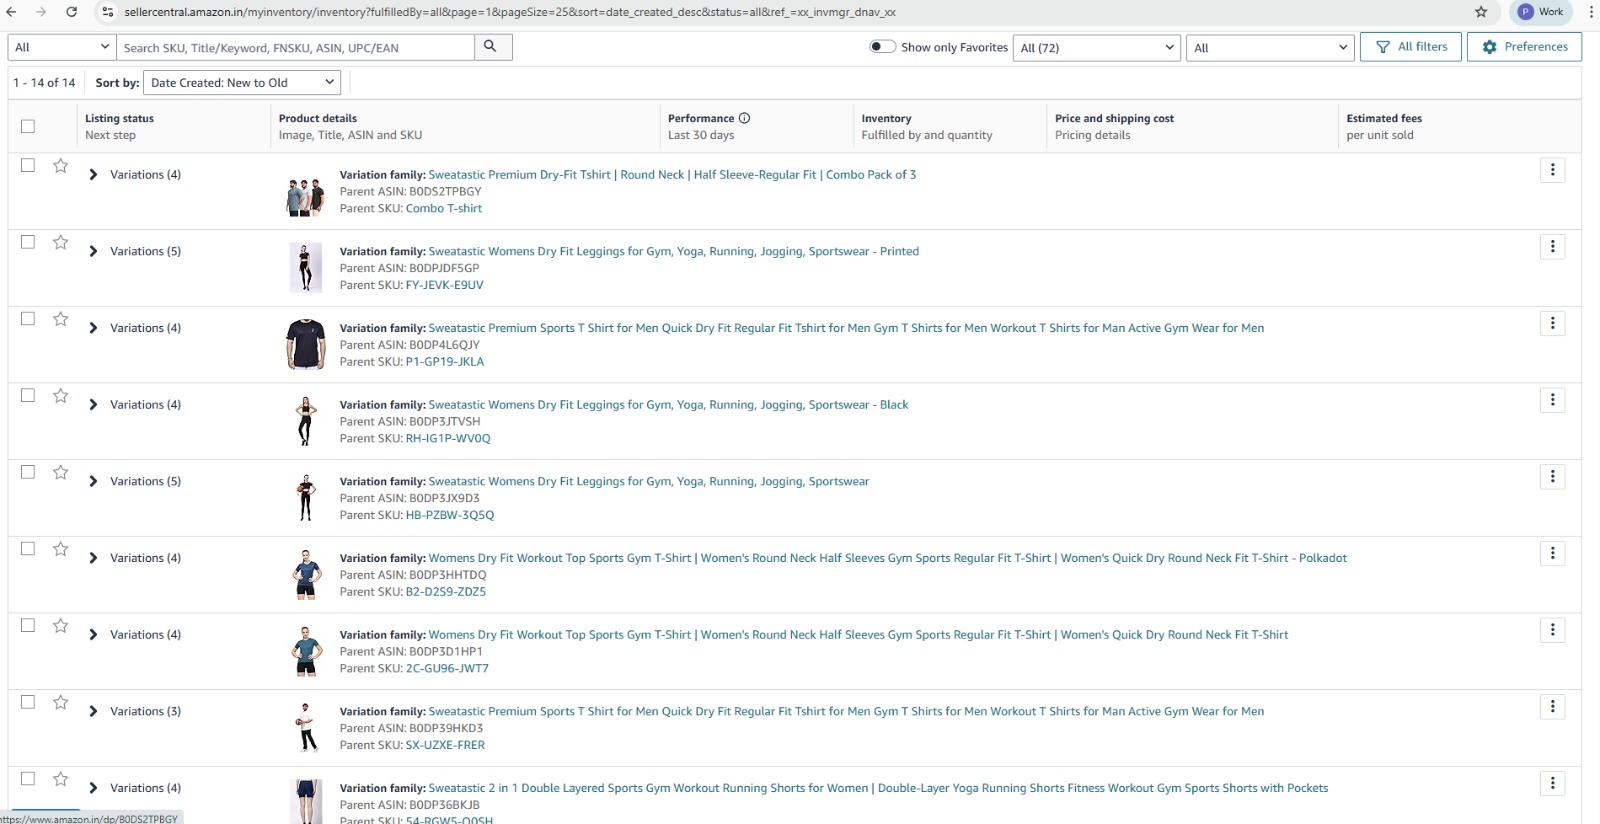 sellercentral.amazon.in/myinventory/inventory?fulfilledBy=all&page=1&pageSize=25&sort=date_created_desc&status=all&ref_=xx_invmgr_dnav_xx
P Work
All
Search SKU, Title/Keyword, FNSKU, ASIN, UPC/EAN
Show only Favorites
All (72)
All
All filters
Preferences
1 - 14 of 14
Sort by: Date Created: New to Old
Listing status
Next step
Product details
Image, Title, ASIN and SKU
Performance
Last 30 days
Inventory
Fulfilled by and quantity
Price and shipping cost
Pricing details
Estimated fees
per unit sold
Variations (4)
Variation family: Sweatastic Premium Dry-Fit Tshirt | Round Neck | Half Sleeve-Regular Fit | Combo Pack of 3
Parent ASIN: B0DS2TPBGY
Parent SKU: Combo T-shirt
Variations (5)
Variation family: Sweatastic Womens Dry Fit Leggings for Gym, Yoga, Running, Jogging, Sportswear - Printed
Parent ASIN: B0DPJDF5GP
Parent SKU: FY-JEVK-E9UV
Variations (4)
Variation family: Sweatastic Premium Sports T Shirt for Men Quick Dry Fit Regular Fit Tshirt for Men Gym T Shirts for Men Workout T Shirts for Man Active Gym Wear for Men
Parent ASIN: B0DP4L6QJY
Parent SKU: P1-GP19-JKLA
Variations (4)
Variation family: Sweatastic Womens Dry Fit Leggings for Gym, Yoga, Running, Jogging, Sportswear - Black
Parent ASIN: B0DP3JTVSH
Parent SKU: RH-IG1P-WV0Q
Variations (5)
Variation family: Sweatastic Womens Dry Fit Leggings for Gym, Yoga, Running, Jogging, Sportswear
Parent ASIN: B0DP3JX9D3
Parent SKU: HB-PZBW-3Q5Q
Variations (4)
Variation family: Womens Dry Fit Workout Top Sports Gym T-Shirt | Women's Round Neck Half Sleeves Gym Sports Regular Fit T-Shirt | Women's Quick Dry Round Neck Fit T-Shirt - Polkadot
Parent ASIN: B0DP3HHTDQ
Parent SKU: B2-D2S9-ZDZ5
Variations (4)
Variation family: Womens Dry Fit Workout Top Sports Gym T-Shirt | Women's Round Neck Half Sleeves Gym Sports Regular Fit T-Shirt | Women's Quick Dry Round Neck Fit T-Shirt
Parent ASIN: B0DP3D1HP1
Parent SKU: 2C-GU96-JWT7
Variations (3)
Variation family: Sweatastic Premium Sports T Shirt for Men Quick Dry Fit Regular Fit Tshirt for Men Gym T Shirts for Men Workout T Shirts for Man Active Gym Wear for Men
Parent ASIN: B0DP39HKD3
Parent SKU: SX-UZXE-FRER
Variations (4)
Variation family: Sweatastic 2 in 1 Double Layered Sports Gym Workout Running Shorts for Women | Double-Layer Yoga Running Shorts Fitness Workout Gym Sports Shorts with Pockets
Parent ASIN: B0DP36BKJB
Parent SKU: 54-RGW5-O0SH
https://www.amazon.in/dp/B0DS2TPBGY